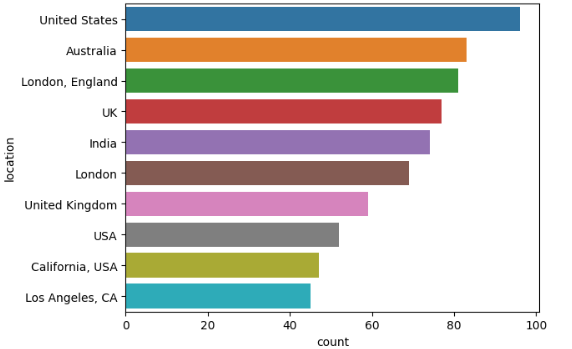 United States
Australia
London, England
UK
India
London
United Kingdom
USA
California, USA
Los Angeles, CA
location
0 20 40 60 80 100
count